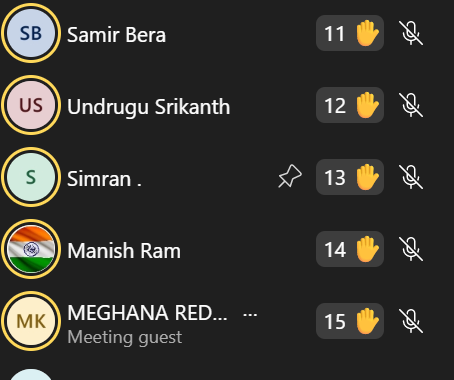 SB Samir Bera 11
US Undrugu Srikanth 12
S Simran . 13
Manish Ram 14
MK MEGHANA RED... ... 15
Meeting guest